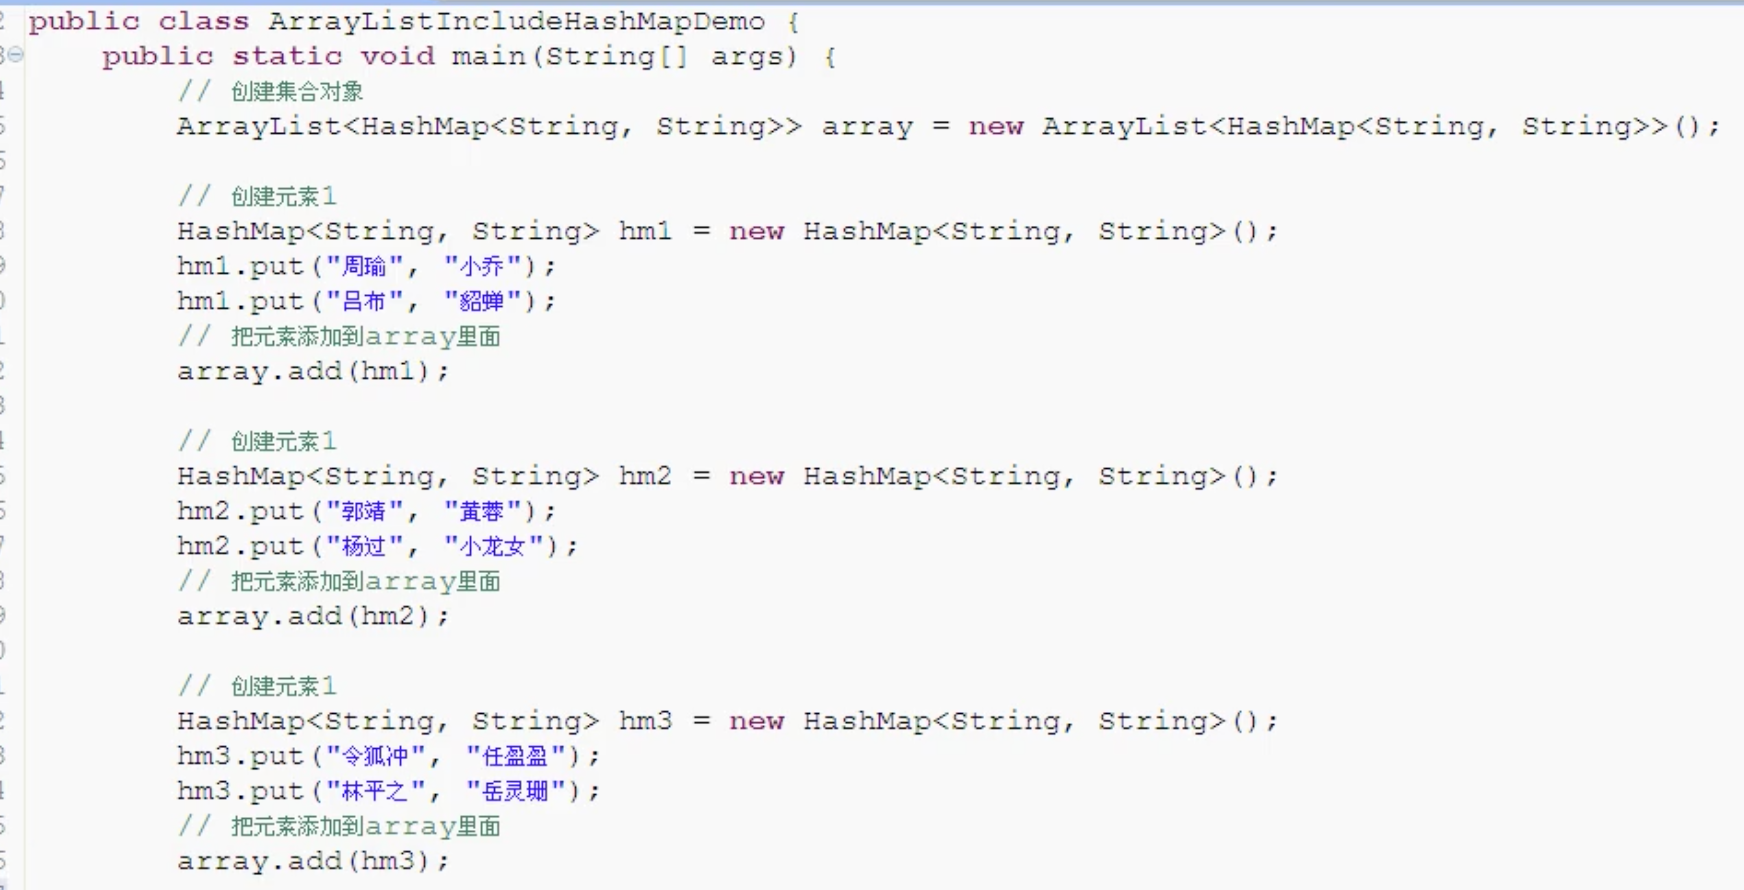 public class ArrayListIncludeHashMapDemo {
public static void main(String[] args) {
// 创建集合对象
ArrayList<HashMap<String, String>> array = new ArrayList<HashMap<String, String>>();
// 创建元素1
HashMap<String, String> hm1 = new HashMap<String, String>();
hm1.put("周瑜", "小乔");
hm1.put("吕布", "貂蝉");
// 把元素添加到array里面
array.add(hm1);
// 创建元素1
HashMap<String, String> hm2 = new HashMap<String, String>();
hm2.put("郭靖", "黄蓉");
hm2.put("杨过", "小龙女");
// 把元素添加到array里面
array.add(hm2);
// 创建元素1
HashMap<String, String> hm3 = new HashMap<String, String>();
hm3.put("令狐冲", "任盈盈");
hm3.put("林平之", "岳灵珊");
// 把元素添加到array里面
array.add(hm3);